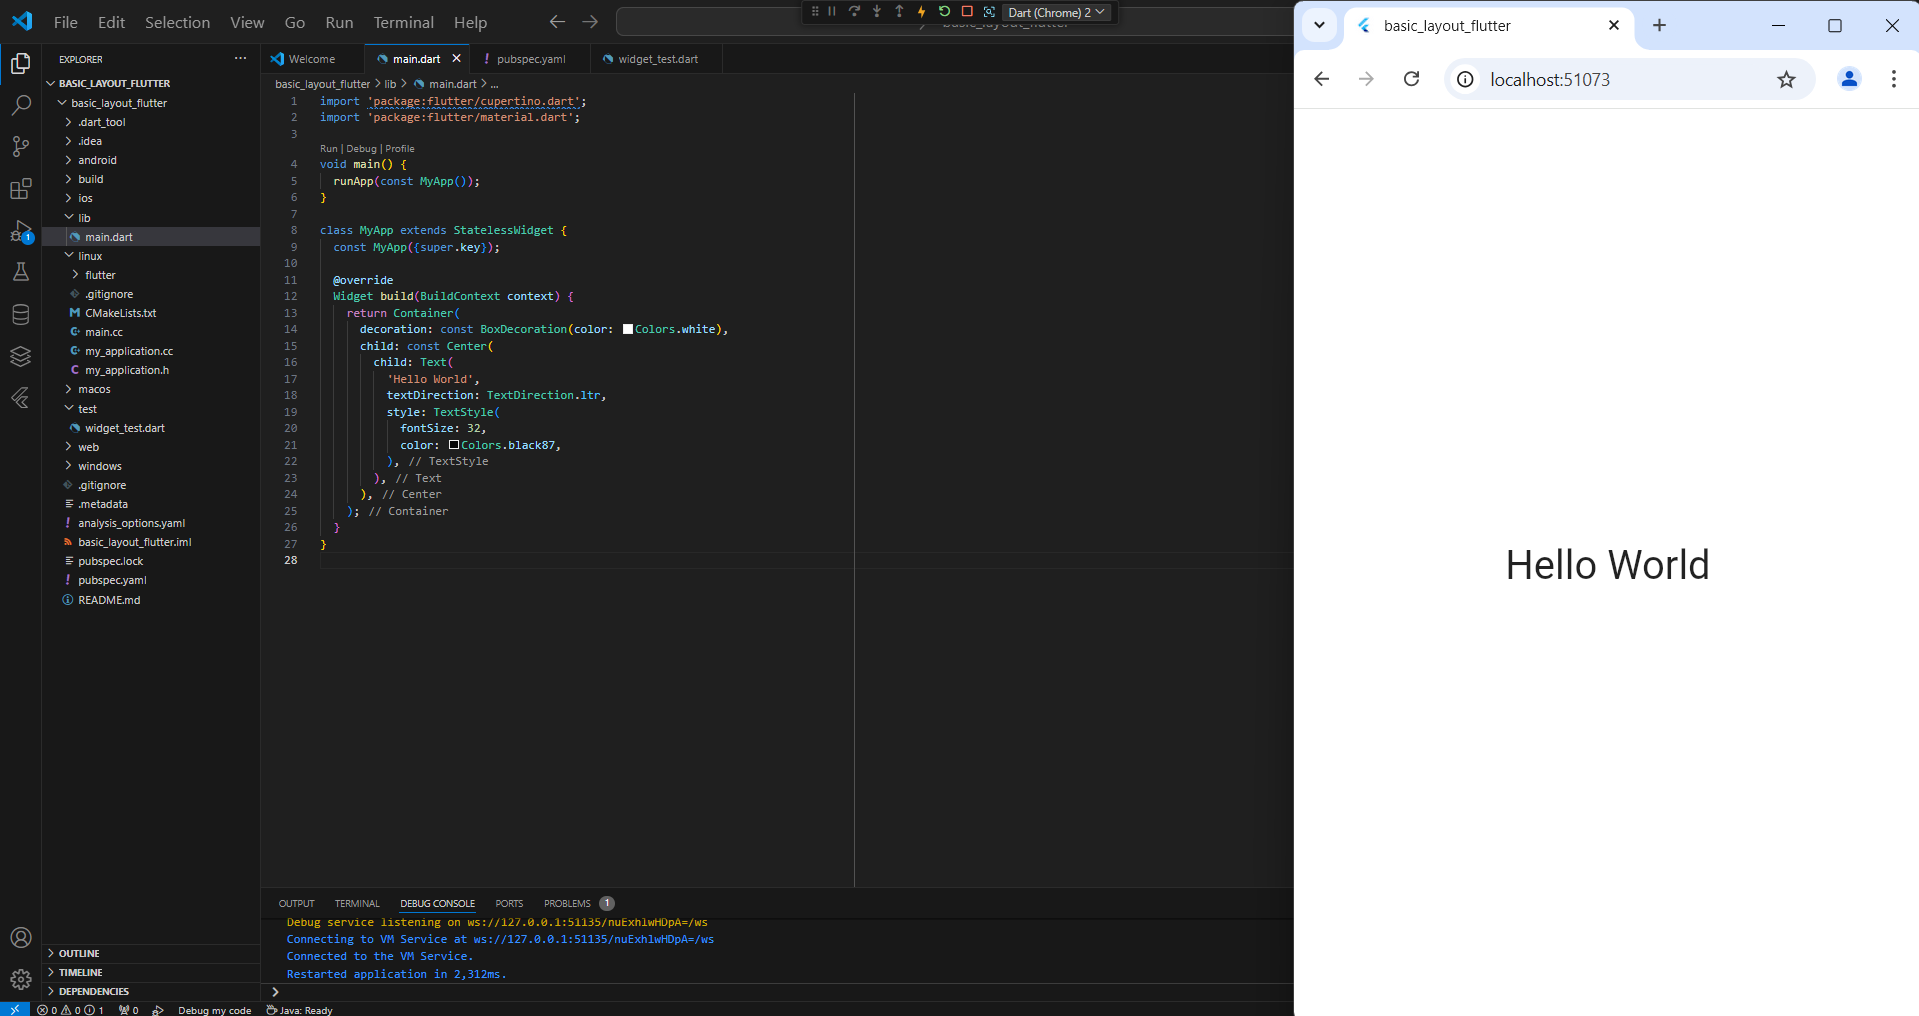 File Edit Selection View Go Run Terminal Help
Dart (Chrome) 2
EXPLORER
BASIC_LAYOUT_FLUTTER
basic_layout_flutter
.dart_tool
.idea
android
build
ios
lib
main.dart
linux
flutter
.gitignore
CMakeLists.txt
main.cc
my_application.cc
my_application.h
macos
test
widget_test.dart
web
windows
.gitignore
.metadata
analysis_options.yaml
basic_layout_flutter.iml
pubspec.lock
pubspec.yaml
README.md
OUTLINE
TIMELINE
DEPENDENCIES
Welcome main.dart pubspec.yaml widget_test.dart
basic_layout_flutter > lib > main.dart > ...
1 import 'package:flutter/cupertino.dart';
2 import 'package:flutter/material.dart';
3
Run | Debug | Profile
4 void main() {
5 runApp(const MyApp());
6 }
7
8 class MyApp extends StatelessWidget {
9 const MyApp({super.key});
10
11 @override
12 Widget build(BuildContext context) {
13 return Container(
14 decoration: const BoxDecoration(color: Colors.white),
15 child: const Center(
16 child: Text(
17 'Hello World',
18 textDirection: TextDirection.ltr,
19 style: TextStyle(
20 fontSize: 32,
21 color: Colors.black87,
22 ), // TextStyle
23 ), // Text
24 ), // Center
25 ); // Container
26 }
27 }
28
OUTPUT TERMINAL DEBUG CONSOLE PORTS PROBLEMS 1
Debug service listening on ws://127.0.0.1:51135/nuExhlwHDpA=/ws
Connecting to VM Service at ws://127.0.0.1:51135/nuExhlwHDpA=/ws
Connected to the VM Service.
Restarted application in 2,312ms.
0 0 1 0 Debug my code Java: Ready
basic_layout_flutter
localhost:51073
Hello World